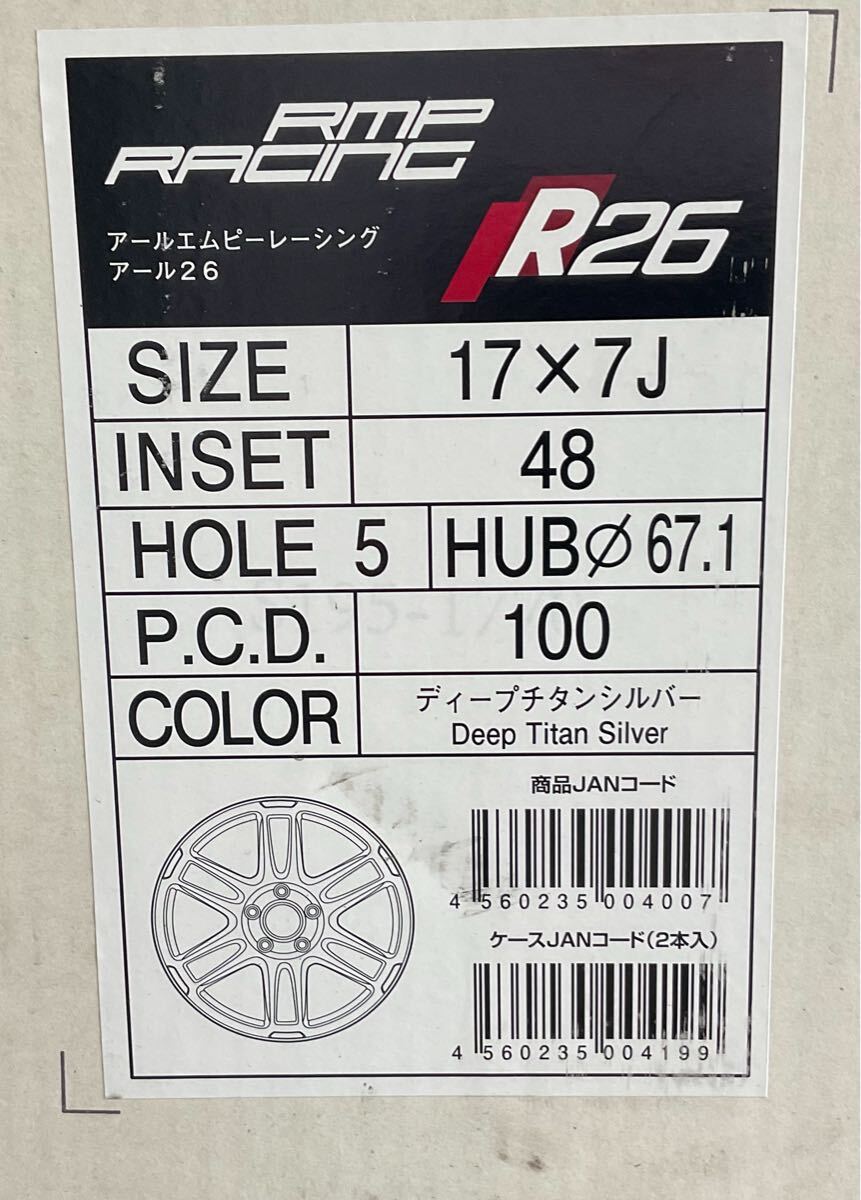 RMP
RACING
アールエムピーレーシング
アール26
R26
SIZE 17×7J
INSET 48
HOLE 5 HUBφ 67.1
P.C.D. 100
COLOR ディープチタンシルバー
Deep Titan Silver
商品JANコード
4 560235 004007
ケースJANコード(2本入)
4 560235 004199